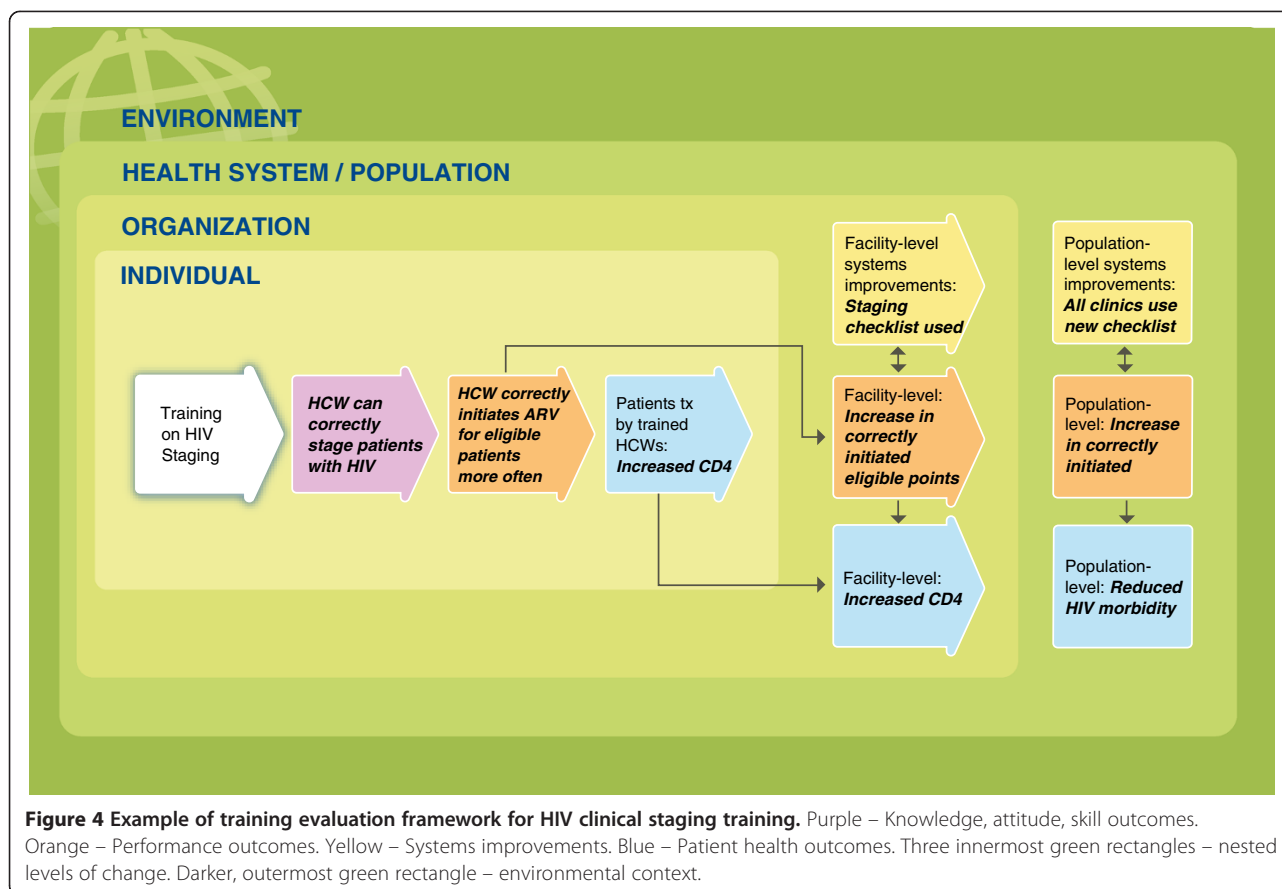 ENVIRONMENT
HEALTH SYSTEM / POPULATION
ORGANIZATION
INDIVIDUAL
Training
on HIV
Staging
HCW can
correctly
stage patients
with HIV
HCW correctly
initiates ARV
for eligible
patients
more often
Patients tx
by trained
HCWs:
Increased CD4
Facility-level
systems
improvements:
Staging
checklist used
Facility-level:
Increase in
correctly
initiated
eligible points
Facility-level:
Increased CD4
Population-
level systems
improvements:
All clinics use
new checklist
Population-
level: Increase
in correctly
initiated
Population-
level: Reduced
HIV morbidity
Figure 4 Example of training evaluation framework for HIV clinical staging training. Purple – Knowledge, attitude, skill outcomes.
Orange – Performance outcomes. Yellow – Systems improvements. Blue – Patient health outcomes. Three innermost green rectangles – nested
levels of change. Darker, outermost green rectangle – environmental context.